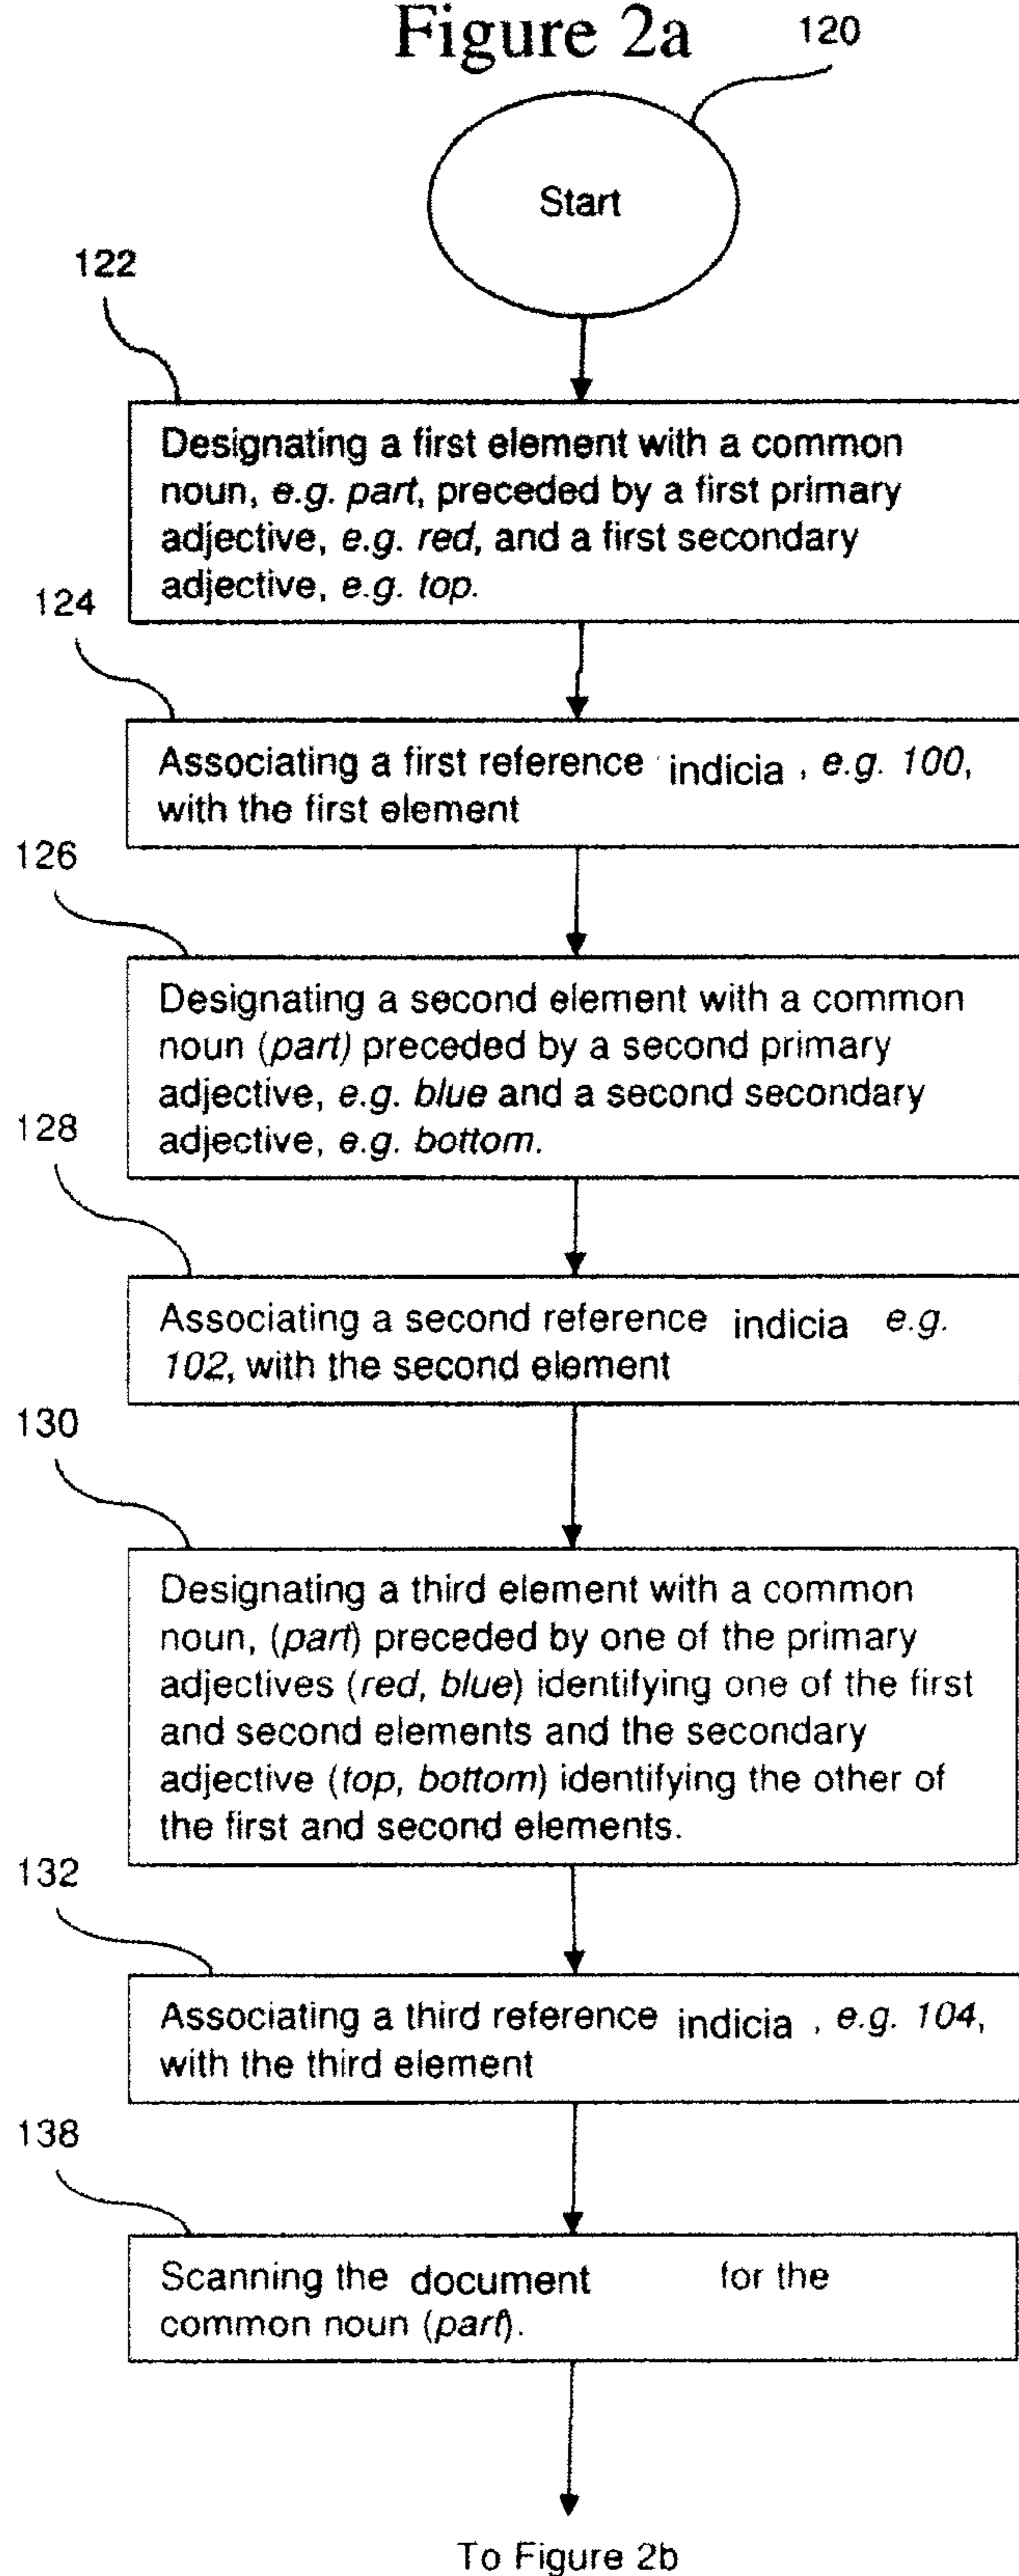 Figure 2a
120
Start
122
Designating a first element with a common
noun, e.g. part, preceded by a first primary
adjective, e.g. red, and a first secondary
adjective, e.g. top.
124
Associating a first reference indicia , e.g. 100,
with the first element
126
Designating a second element with a common
noun (part) preceded by a second primary
adjective, e.g. blue and a second secondary
adjective, e.g. bottom.
128
Associating a second reference indicia e.g.
102, with the second element
130
Designating a third element with a common
noun, (part) preceded by one of the primary
adjectives (red, blue) identifying one of the first
and second elements and the secondary
adjective (top, bottom) identifying the other of
the first and second elements.
132
Associating a third reference indicia , e.g. 104,
with the third element
138
Scanning the document for the
common noun (part).
To Figure 2b